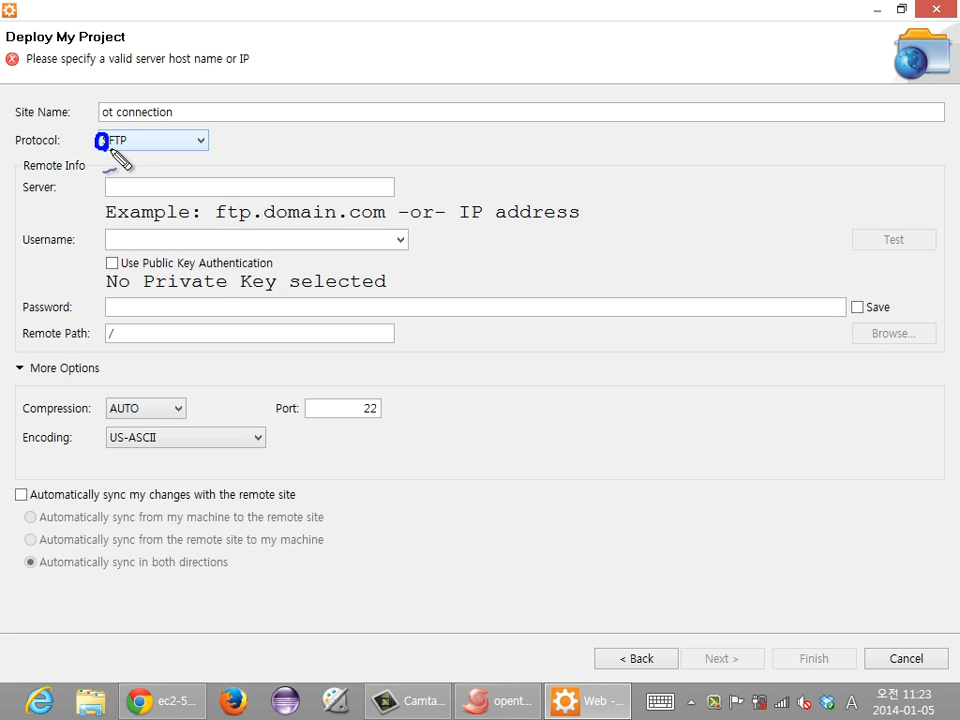 Deploy My Project
Please specify a valid server host name or IP
Site Name: ot connection
Protocol: SFTP
Remote Info
Server:
Example: ftp.domain.com -or- IP address
Username: Test
Use Public Key Authentication
No Private Key selected
Password: Save
Remote Path: / Browse...
More Options
Compression: AUTO Port: 22
Encoding: US-ASCII
Automatically sync my changes with the remote site
Automatically sync from my machine to the remote site
Automatically sync from the remote site to my machine
Automatically sync in both directions
< Back Next > Finish Cancel
ec2-5... Camta... opent... Web -... A 오전 11:23
2014-01-05